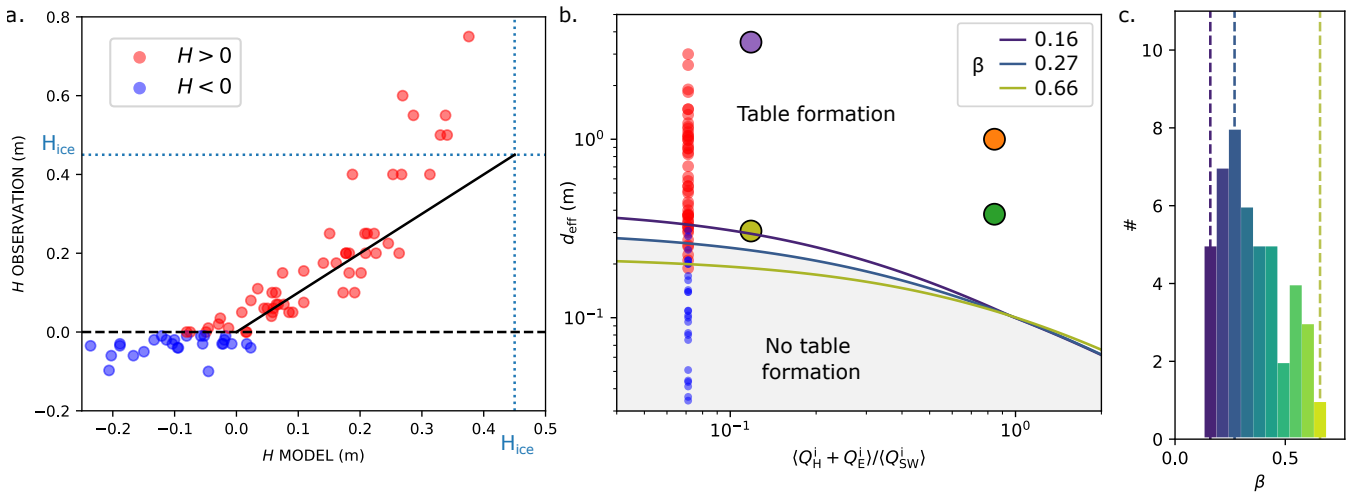 a.
0.8
0.6
0.4
0.2
0.0
−0.2
H OBSERVATION (m)
H > 0
H < 0
H_ice
−0.2
−0.1
0.0
0.1
0.2
0.3
0.4
0.5
H MODEL (m)
H_ice
b.
10⁰
10⁻¹
d_eff (m)
β
0.16
0.27
0.66
Table formation
No table
formation
10⁻¹
10⁰
⟨Q_H^i + Q_E^i⟩/⟨Q_SW^i⟩
c.
10
8
6
4
2
0
#
0.0
0.5
β